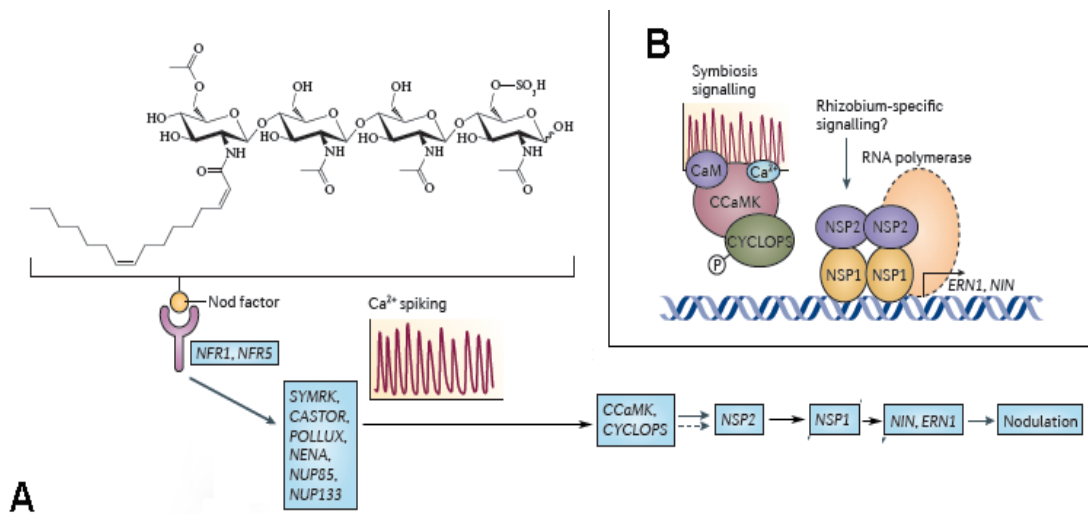 O
O
HO
HO
O
NH
O
OH
O
HO
O
NH
O
OH
O
HO
O
NH
O
O—SO3H
O
HO
OH
NH
O
Nod factor
NFR1, NFR5
SYMRK,
CASTOR,
POLLUX,
NENA,
NUP85,
NUP133
Ca2+ spiking
CCaMK,
CYCLOPS
NSP2
NSP1
NIN, ERN1
Nodulation
A
B
Symbiosis
signalling
CaM
Ca2+
CCaMK
CYCLOPS
P
Rhizobium-specific
signalling?
RNA polymerase
NSP2 NSP2
NSP1 NSP1
ERN1, NIN